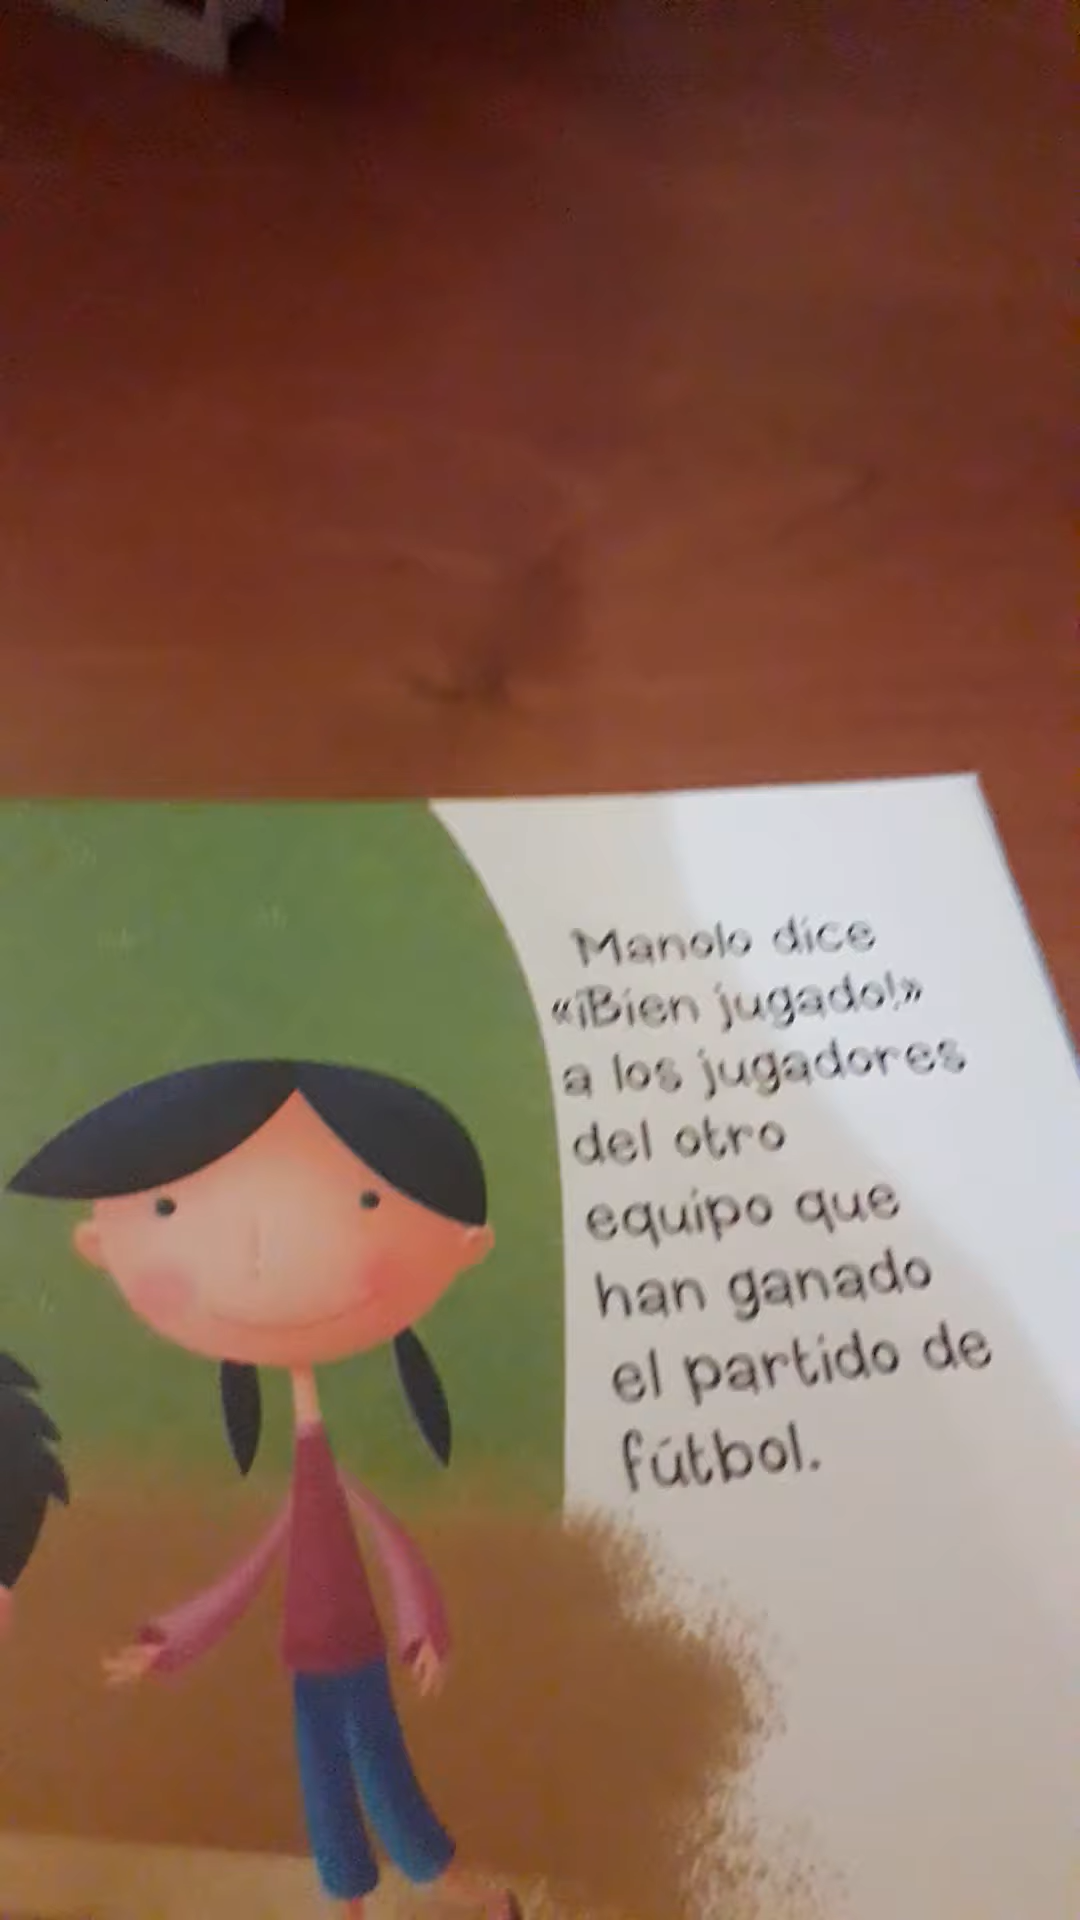 Manolo dice
«¡Bien jugado!»
a los jugadores
del otro
equipo que
han ganado
el partido de
fútbol.